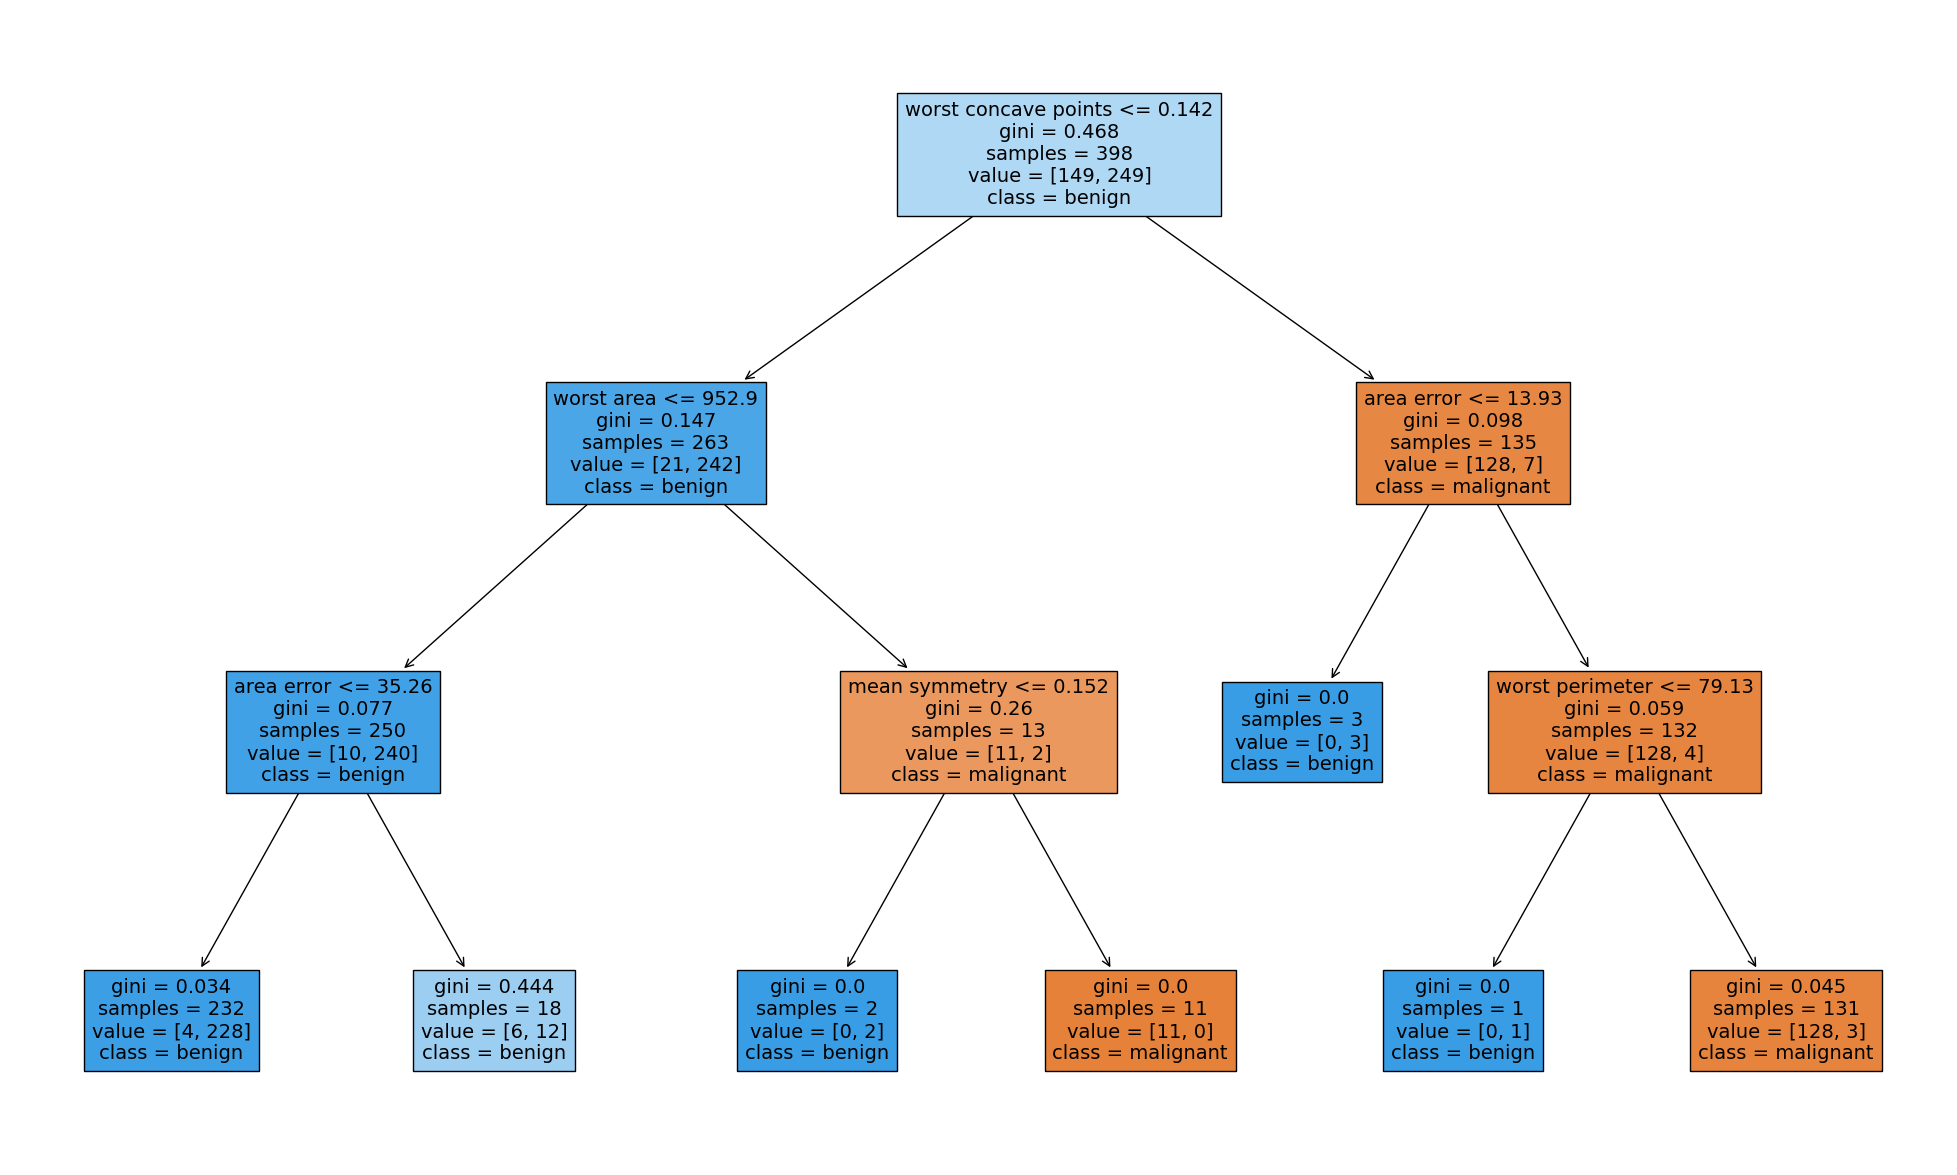 worst concave points <= 0.142
gini = 0.468
samples = 398
value = [149, 249]
class = benign
worst area <= 952.9
gini = 0.147
samples = 263
value = [21, 242]
class = benign
area error <= 13.93
gini = 0.098
samples = 135
value = [128, 7]
class = malignant
area error <= 35.26
gini = 0.077
samples = 250
value = [10, 240]
class = benign
mean symmetry <= 0.152
gini = 0.26
samples = 13
value = [11, 2]
class = malignant
gini = 0.0
samples = 3
value = [0, 3]
class = benign
worst perimeter <= 79.13
gini = 0.059
samples = 132
value = [128, 4]
class = malignant
gini = 0.034
samples = 232
value = [4, 228]
class = benign
gini = 0.444
samples = 18
value = [6, 12]
class = benign
gini = 0.0
samples = 2
value = [0, 2]
class = benign
gini = 0.0
samples = 11
value = [11, 0]
class = malignant
gini = 0.0
samples = 1
value = [0, 1]
class = benign
gini = 0.045
samples = 131
value = [128, 3]
class = malignant